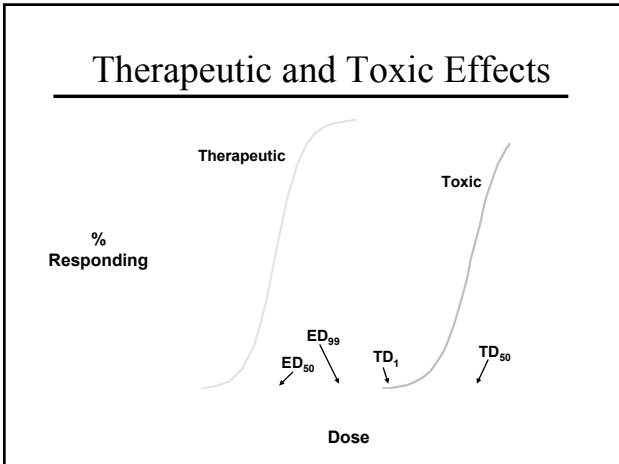 Therapeutic and Toxic Effects
Therapeutic
Toxic
%
Responding
ED₉₉
ED₅₀
TD₁
TD₅₀
Dose